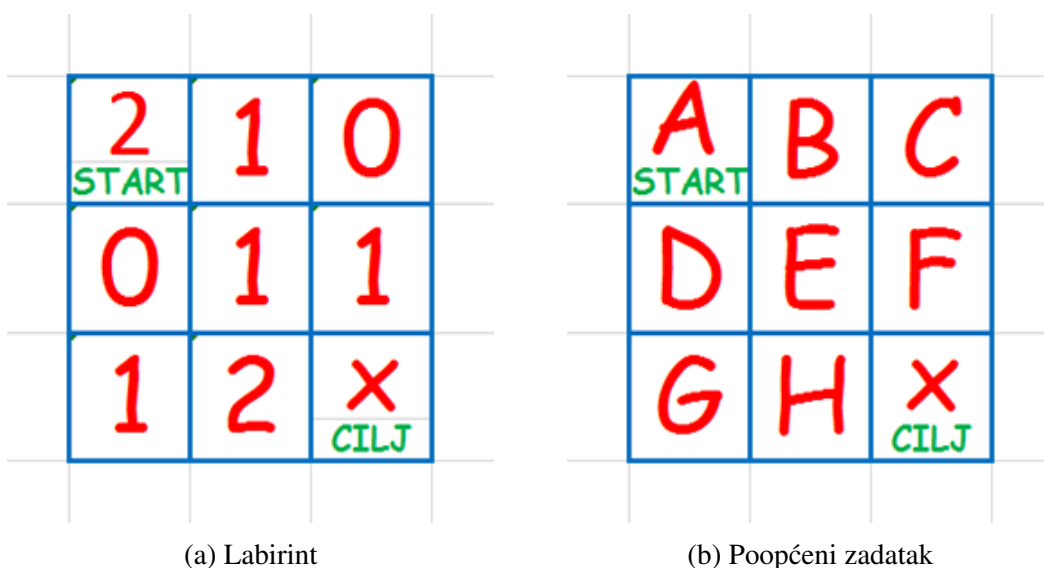 2 1 0 A B C
START START
0 1 1 D E F
1 2 x G H x
CILJ CILJ
(a) Labirint (b) Poopćeni zadatak